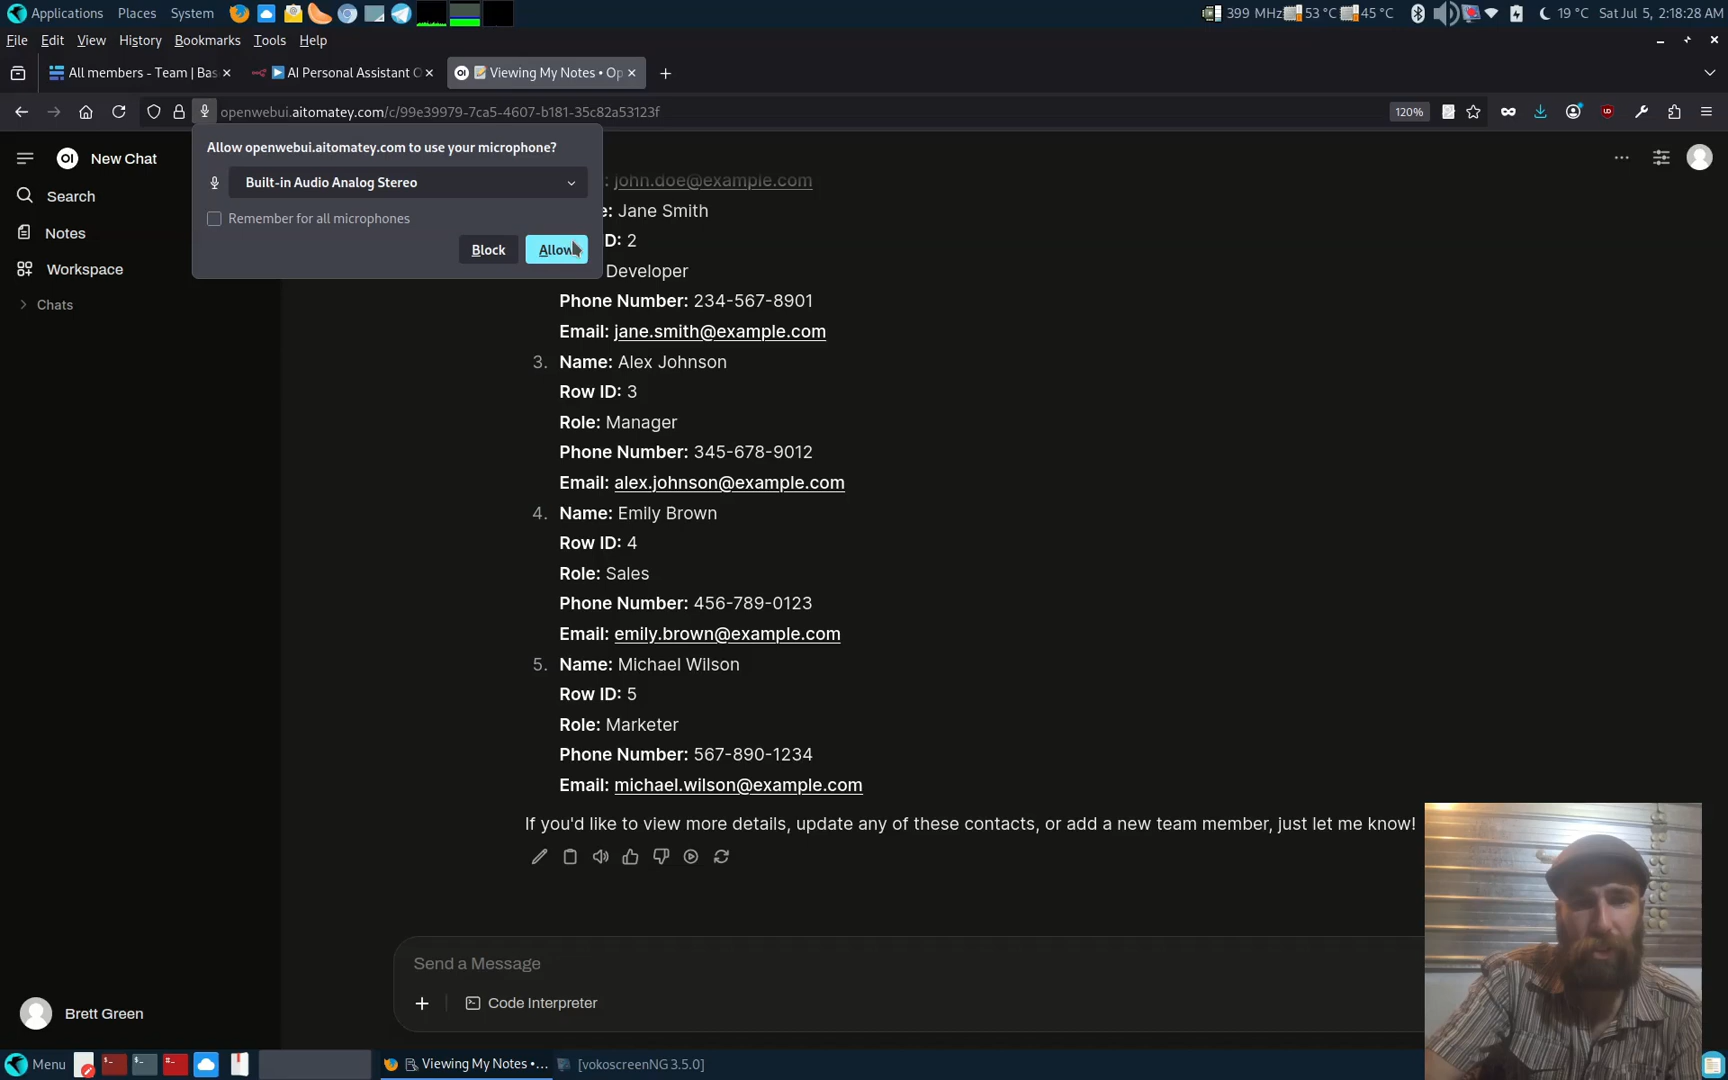 Applications Places System 399 MHz 53 °C 45 °C 19 °C Sat Jul 5, 2:18:28 AM
File Edit View History Bookmarks Tools Help
All members - Team | Bas AI Personal Assistant O Viewing My Notes • Op
openwebui.aitomatey.com/c/99e39979-7ca5-4607-b181-35c82a53123f 120%
Allow openwebui.aitomatey.com to use your microphone?
Built-in Audio Analog Stereo
Remember for all microphones
Block Allow
OI New Chat
Search
Notes
Workspace
Chats
: john.doe@example.com
e: Jane Smith
D: 2
Developer
Phone Number: 234-567-8901
Email: jane.smith@example.com
3. Name: Alex Johnson
Row ID: 3
Role: Manager
Phone Number: 345-678-9012
Email: alex.johnson@example.com
4. Name: Emily Brown
Row ID: 4
Role: Sales
Phone Number: 456-789-0123
Email: emily.brown@example.com
5. Name: Michael Wilson
Row ID: 5
Role: Marketer
Phone Number: 567-890-1234
Email: michael.wilson@example.com
If you'd like to view more details, update any of these contacts, or add a new team member, just let me know!
Send a Message
+ Code Interpreter
Brett Green
Menu Viewing My Notes •... [vokoscreenNG 3.5.0]